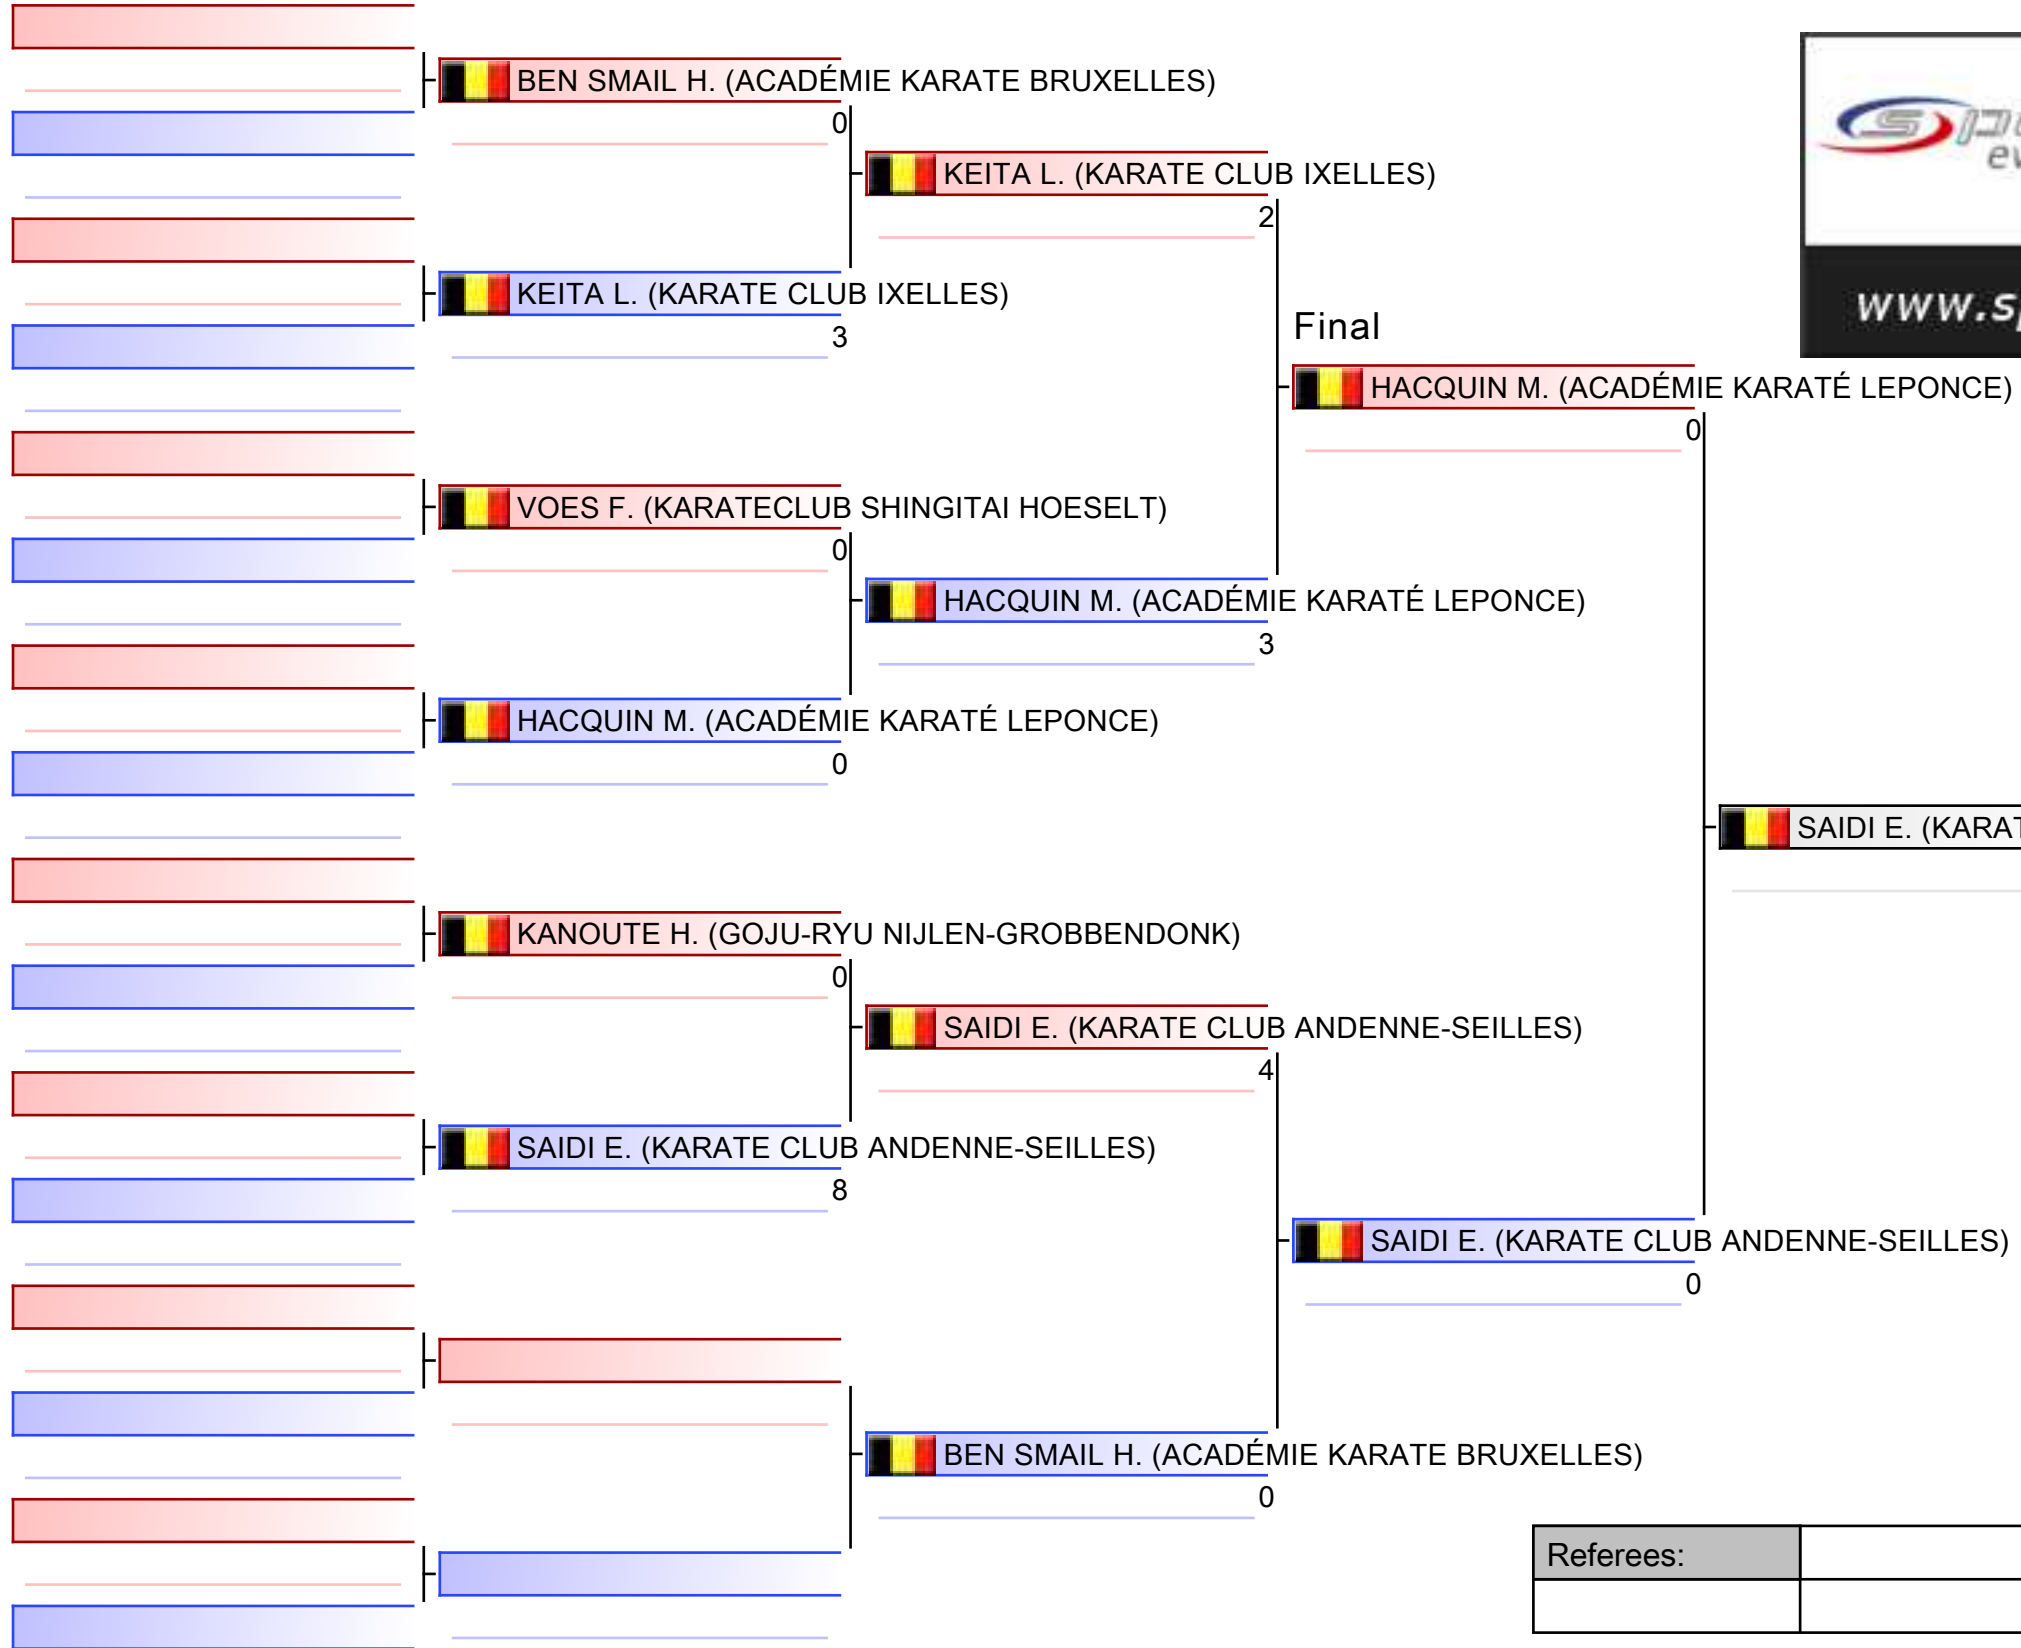 BEN SMAIL H. (ACADÉMIE KARATE BRUXELLES)
0
KEITA L. (KARATE CLUB IXELLES)
2
KEITA L. (KARATE CLUB IXELLES)
3
Final
HACQUIN M. (ACADÉMIE KARATÉ LEPONCE)
0
VOES F. (KARATECLUB SHINGITAI HOESELT)
0
HACQUIN M. (ACADÉMIE KARATÉ LEPONCE)
3
HACQUIN M. (ACADÉMIE KARATÉ LEPONCE)
0
SAIDI E. (KARAT
KANOUTE H. (GOJU-RYU NIJLEN-GROBBENDONK)
0
SAIDI E. (KARATE CLUB ANDENNE-SEILLES)
4
SAIDI E. (KARATE CLUB ANDENNE-SEILLES)
8
SAIDI E. (KARATE CLUB ANDENNE-SEILLES)
0
BEN SMAIL H. (ACADÉMIE KARATE BRUXELLES)
0
Referees:
www.s